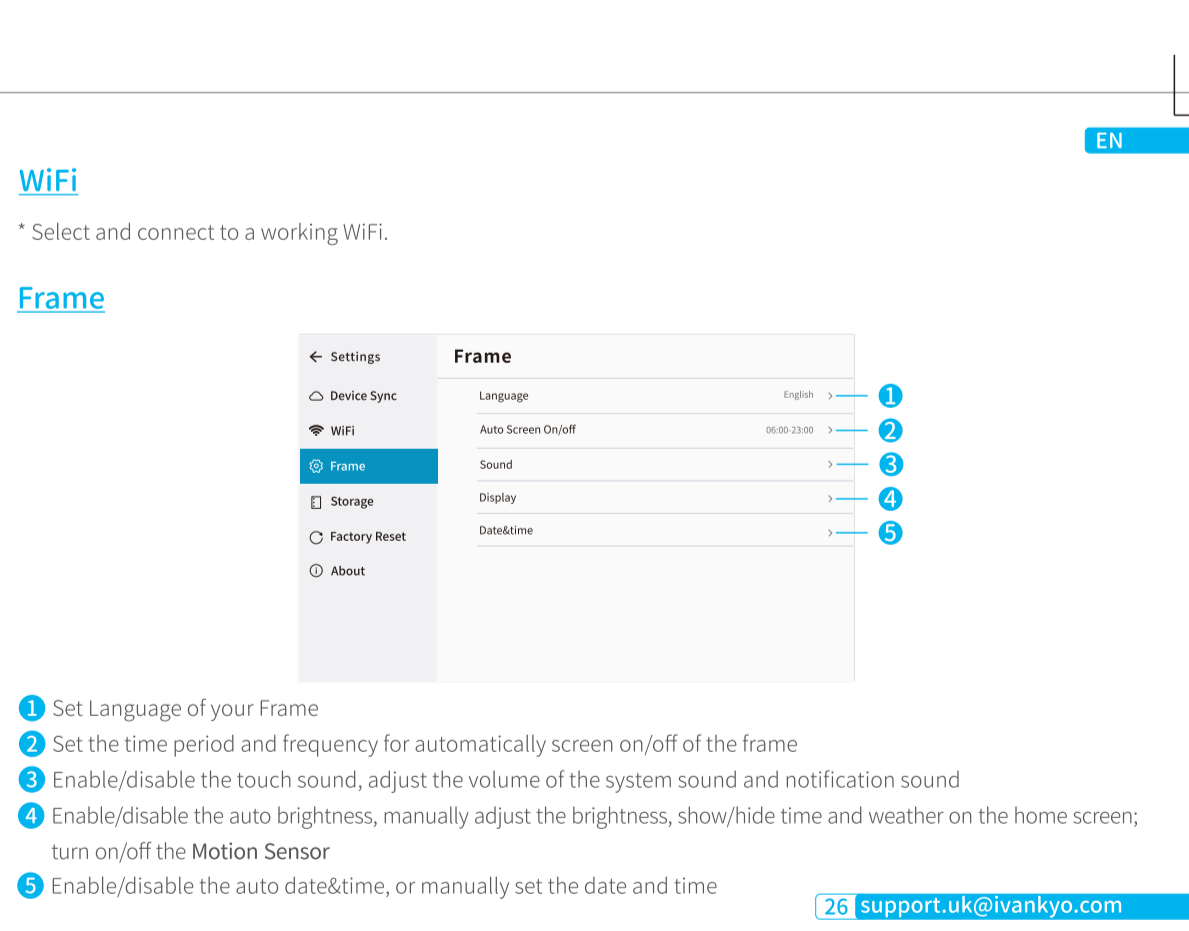 EN
WiFi
* Select and connect to a working WiFi.
Frame
← Settings
Device Sync
WiFi
Frame
Storage
Factory Reset
About
Frame
Language English > 1
Auto Screen On/off 06:00-23:00 > 2
Sound > 3
Display > 4
Date&time > 5
1 Set Language of your Frame
2 Set the time period and frequency for automatically screen on/off of the frame
3 Enable/disable the touch sound, adjust the volume of the system sound and notification sound
4 Enable/disable the auto brightness, manually adjust the brightness, show/hide time and weather on the home screen;
turn on/off the Motion Sensor
5 Enable/disable the auto date&time, or manually set the date and time
26 support.uk@ivankyo.com